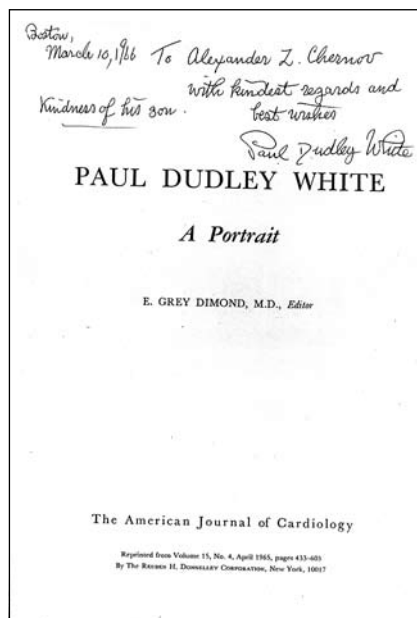 Boston,
March 10, 1966 To Alexander L. Chernov
with kindest regards and
Kindness of his son. best wishes
Paul Dudley White
PAUL DUDLEY WHITE
A Portrait
E. GREY DIMOND, M.D., Editor
The American Journal of Cardiology
Reprinted from Volume 15, No. 4, April 1965, pages 433-605
By THE REUBEN H. DONNELLEY CORPORATION, New York, 10017